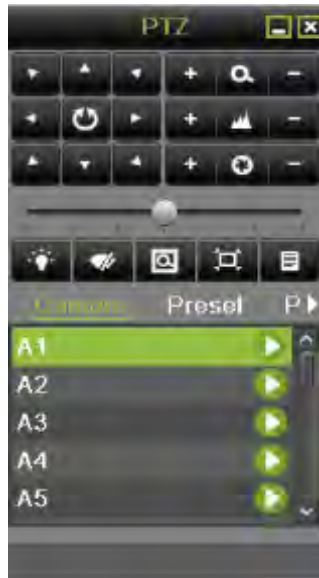 PTZ
+ -
+ -
+ -
Camera Preset P
A1
A2
A3
A4
A5